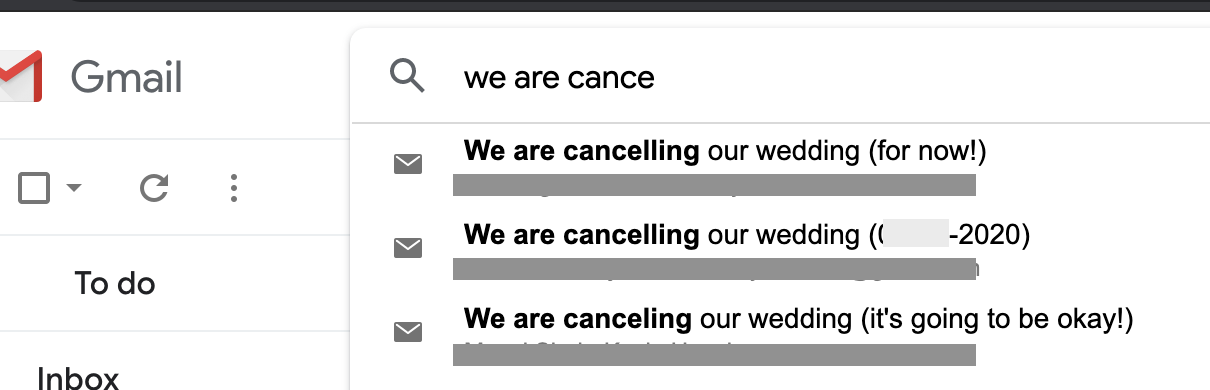 Gmail
we are cance
We are cancelling our wedding (for now!)
We are cancelling our wedding (0 -2020)
To do
We are canceling our wedding (it's going to be okay!)
Inbox